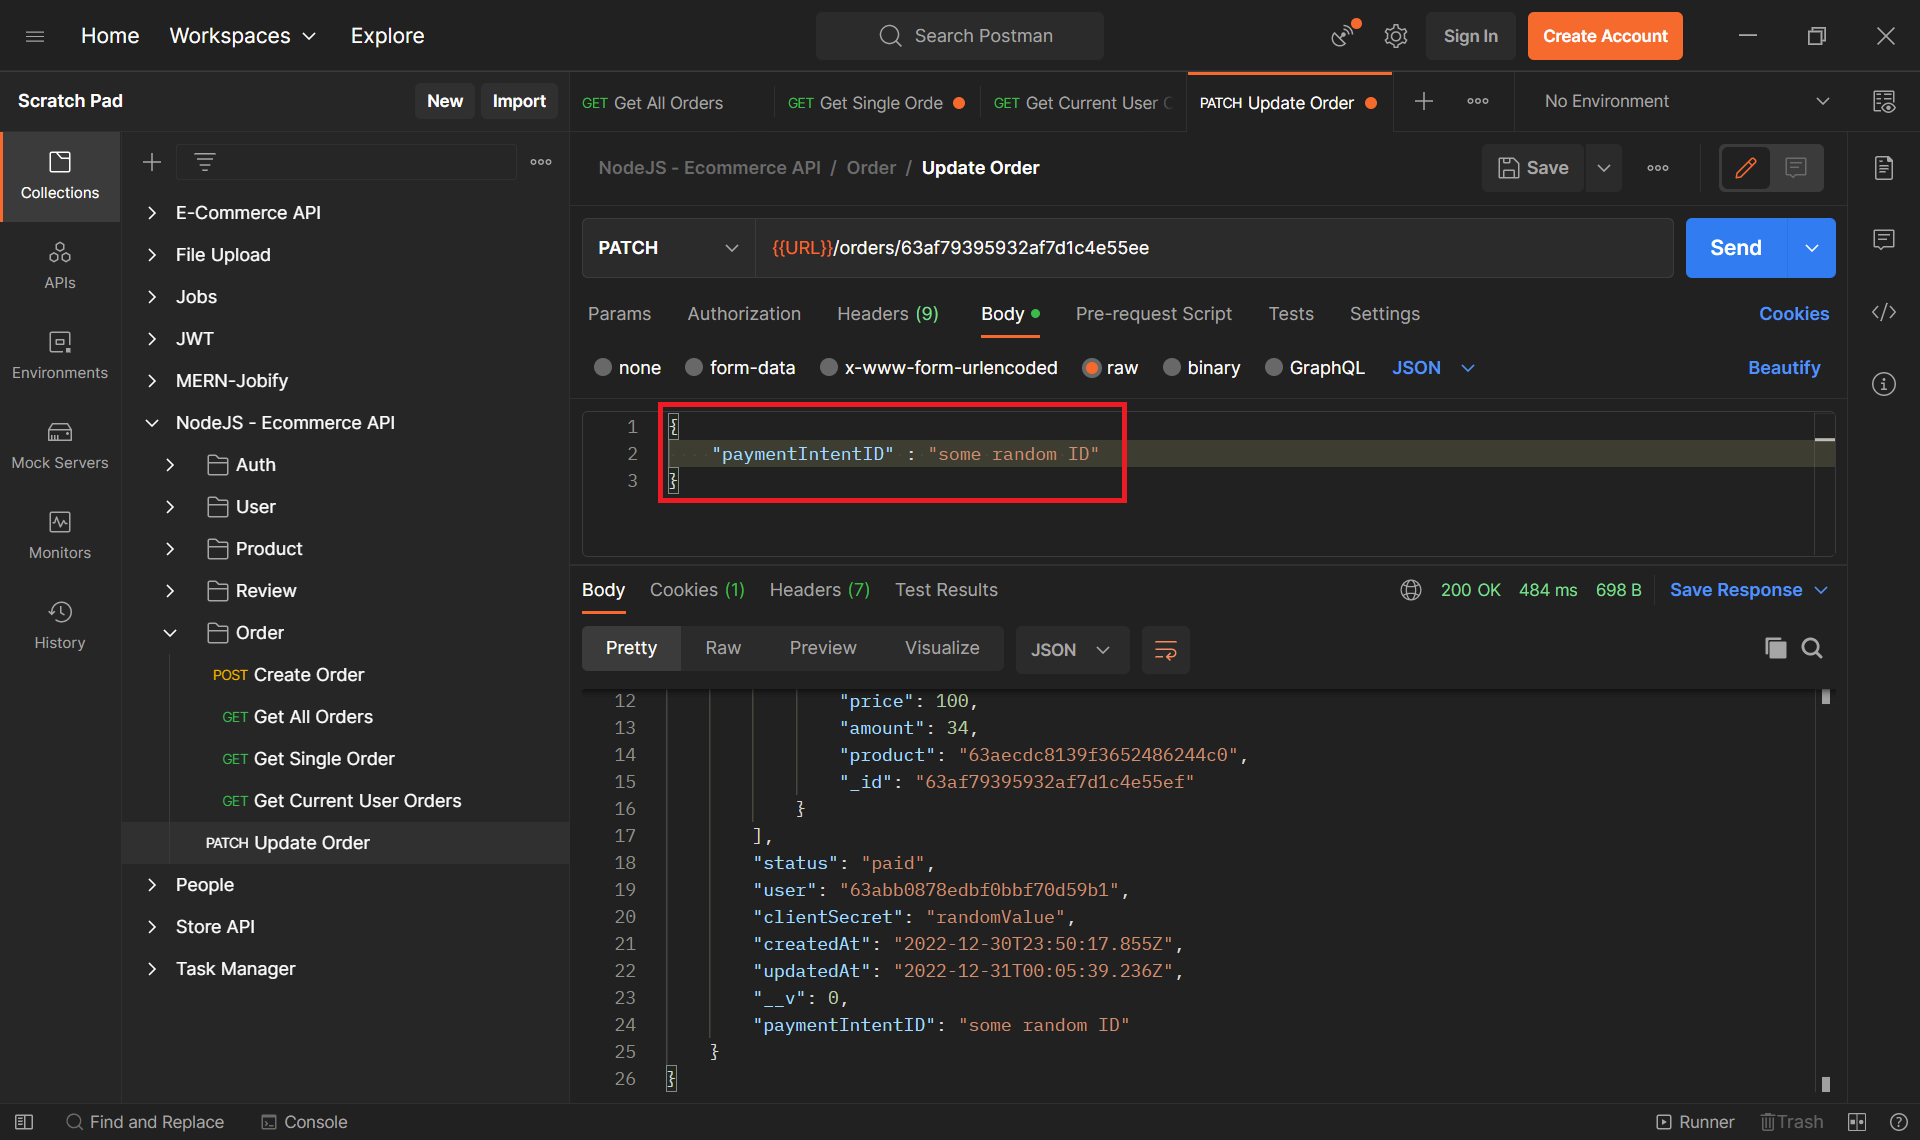 Home Workspaces Explore Search Postman Sign In Create Account
Scratch Pad New Import GET Get All Orders GET Get Single Orde GET Get Current User PATCH Update Order No Environment
Collections
APIs
Environments
Mock Servers
Monitors
History
E-Commerce API
File Upload
Jobs
JWT
MERN-Jobify
NodeJS - Ecommerce API
Auth
User
Product
Review
Order
POST Create Order
GET Get All Orders
GET Get Single Order
GET Get Current User Orders
PATCH Update Order
People
Store API
Task Manager
NodeJS - Ecommerce API / Order / Update Order Save
PATCH {{URL}}/orders/63af79395932af7d1c4e55ee Send
Params Authorization Headers (9) Body Pre-request Script Tests Settings Cookies
none form-data x-www-form-urlencoded raw binary GraphQL JSON Beautify
1 {
2 "paymentIntentID" : "some random ID"
3 }
Body Cookies (1) Headers (7) Test Results 200 OK 484 ms 698 B Save Response
Pretty Raw Preview Visualize JSON
12 "price": 100,
13 "amount": 34,
14 "product": "63aecdc8139f3652486244c0",
15 "_id": "63af79395932af7d1c4e55ef"
16 }
17 ],
18 "status": "paid",
19 "user": "63abb0878edbf0bbf70d59b1",
20 "clientSecret": "randomValue",
21 "createdAt": "2022-12-30T23:50:17.855Z",
22 "updatedAt": "2022-12-31T00:05:39.236Z",
23 "__v": 0,
24 "paymentIntentID": "some random ID"
25 }
26 }
Find and Replace Console Runner Trash